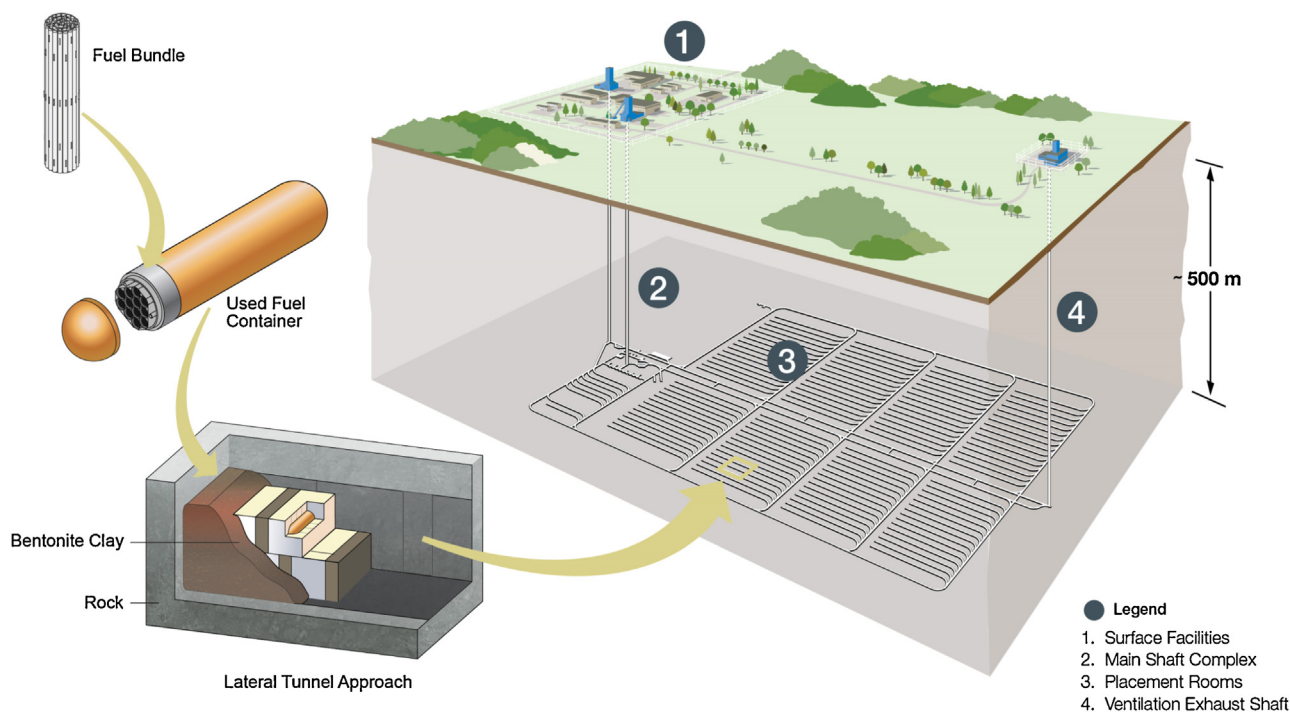 1
Fuel Bundle
Used Fuel
Container
2
4
~ 500 m
3
Bentonite Clay
Rock
Lateral Tunnel Approach
Legend
1. Surface Facilities
2. Main Shaft Complex
3. Placement Rooms
4. Ventilation Exhaust Shaft